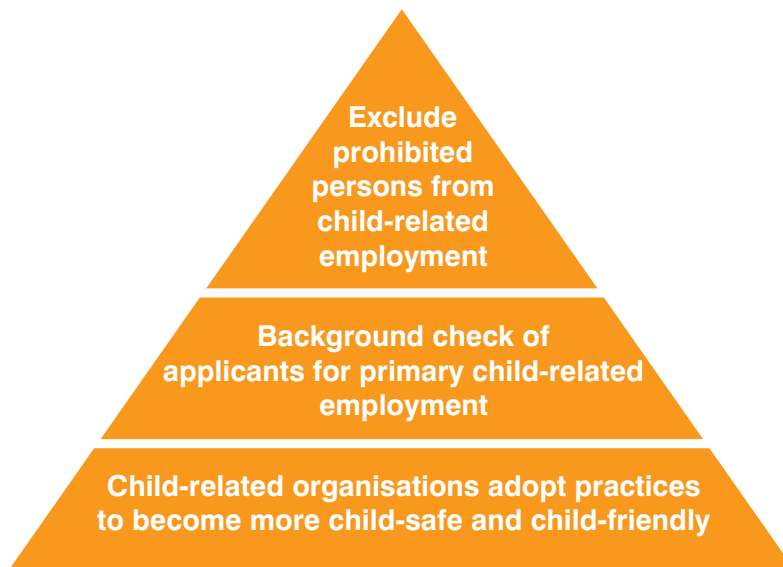 Exclude
prohibited
persons from
child-related
employment
Background check of
applicants for primary child-related
employment
Child-related organisations adopt practices
to become more child-safe and child-friendly